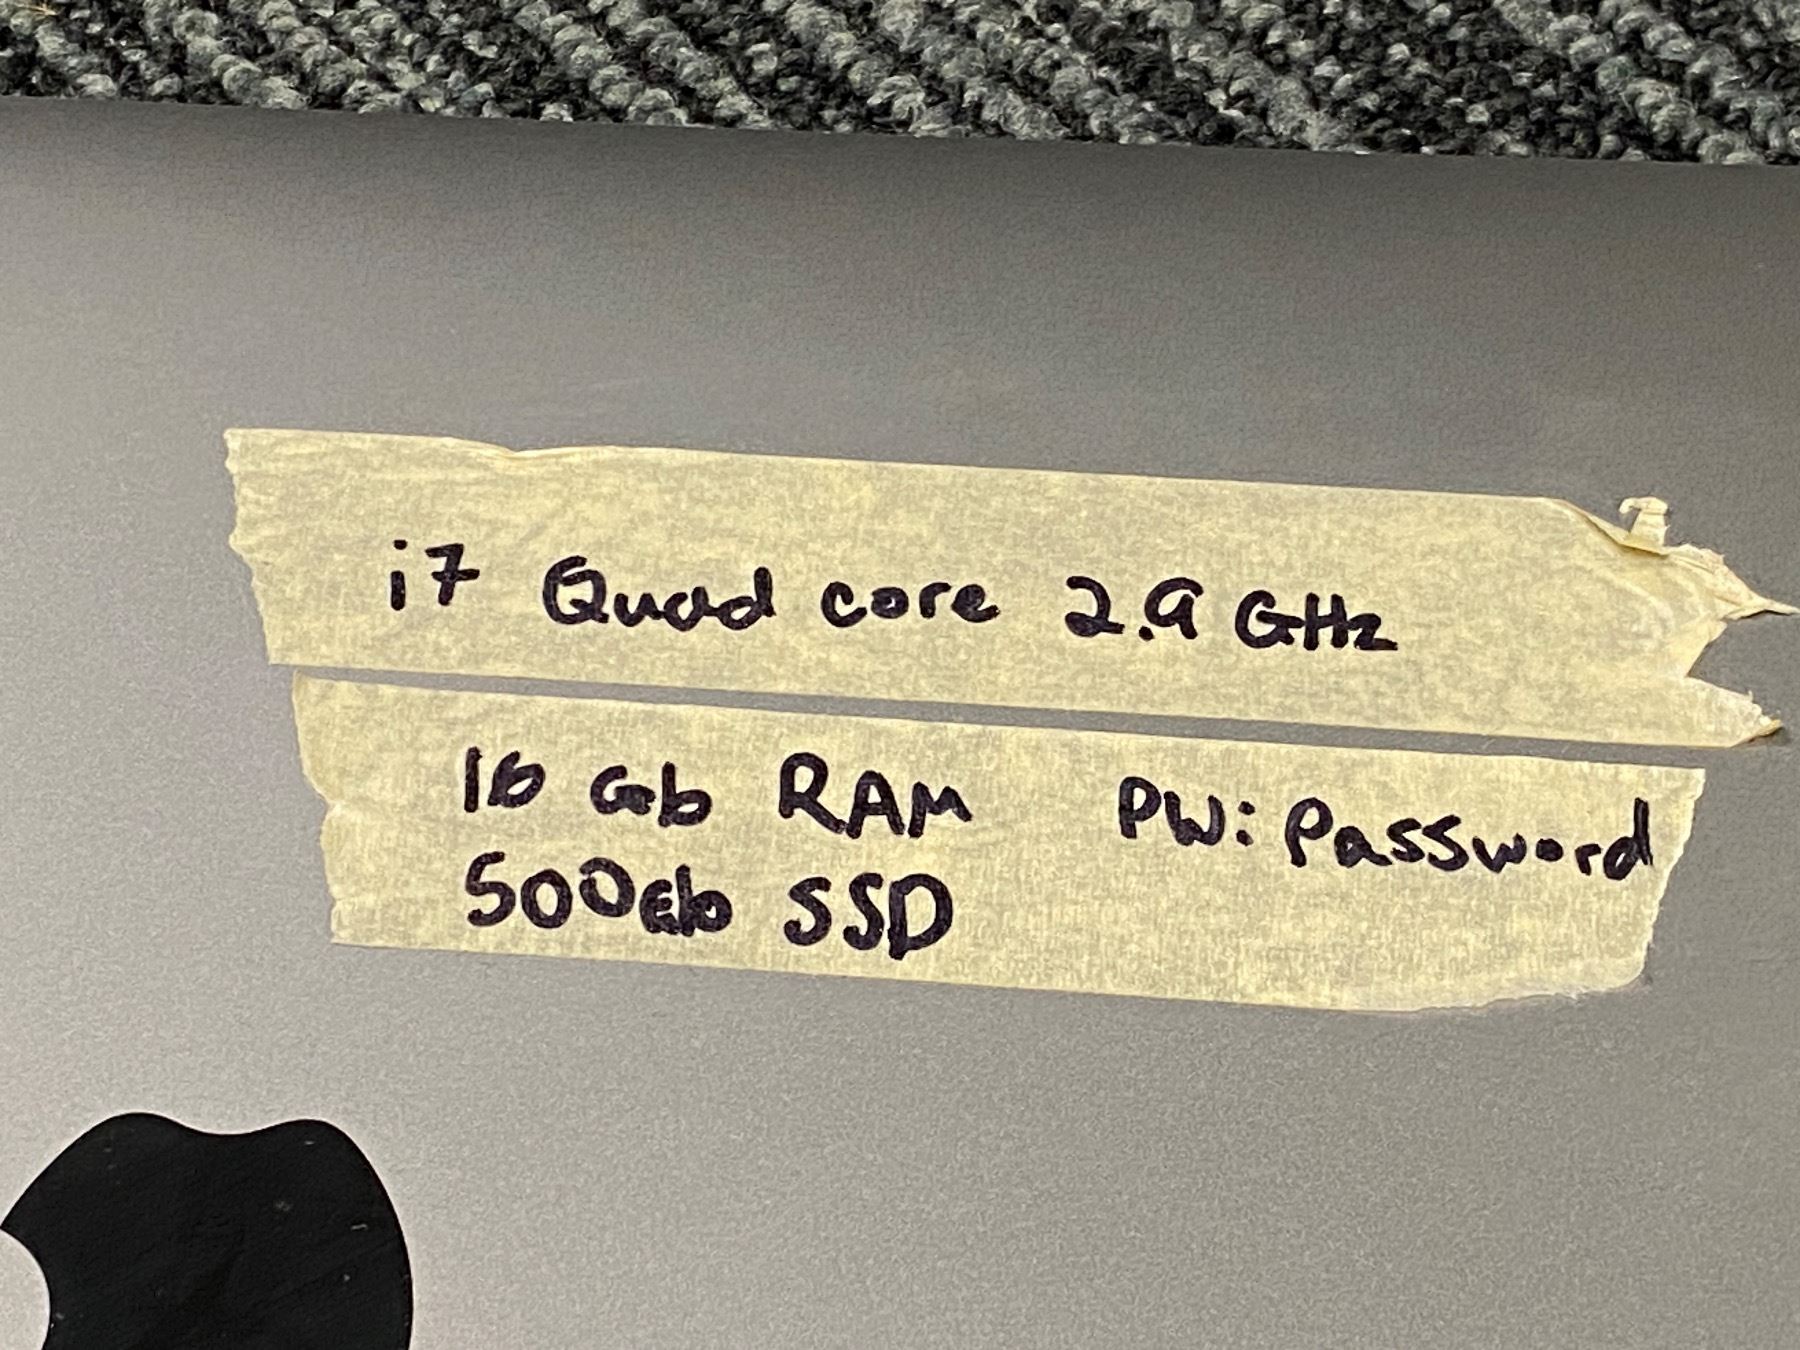 i7 Quad core 2.9 GHz
16 Gb RAM PW: Password
500Gb SSD